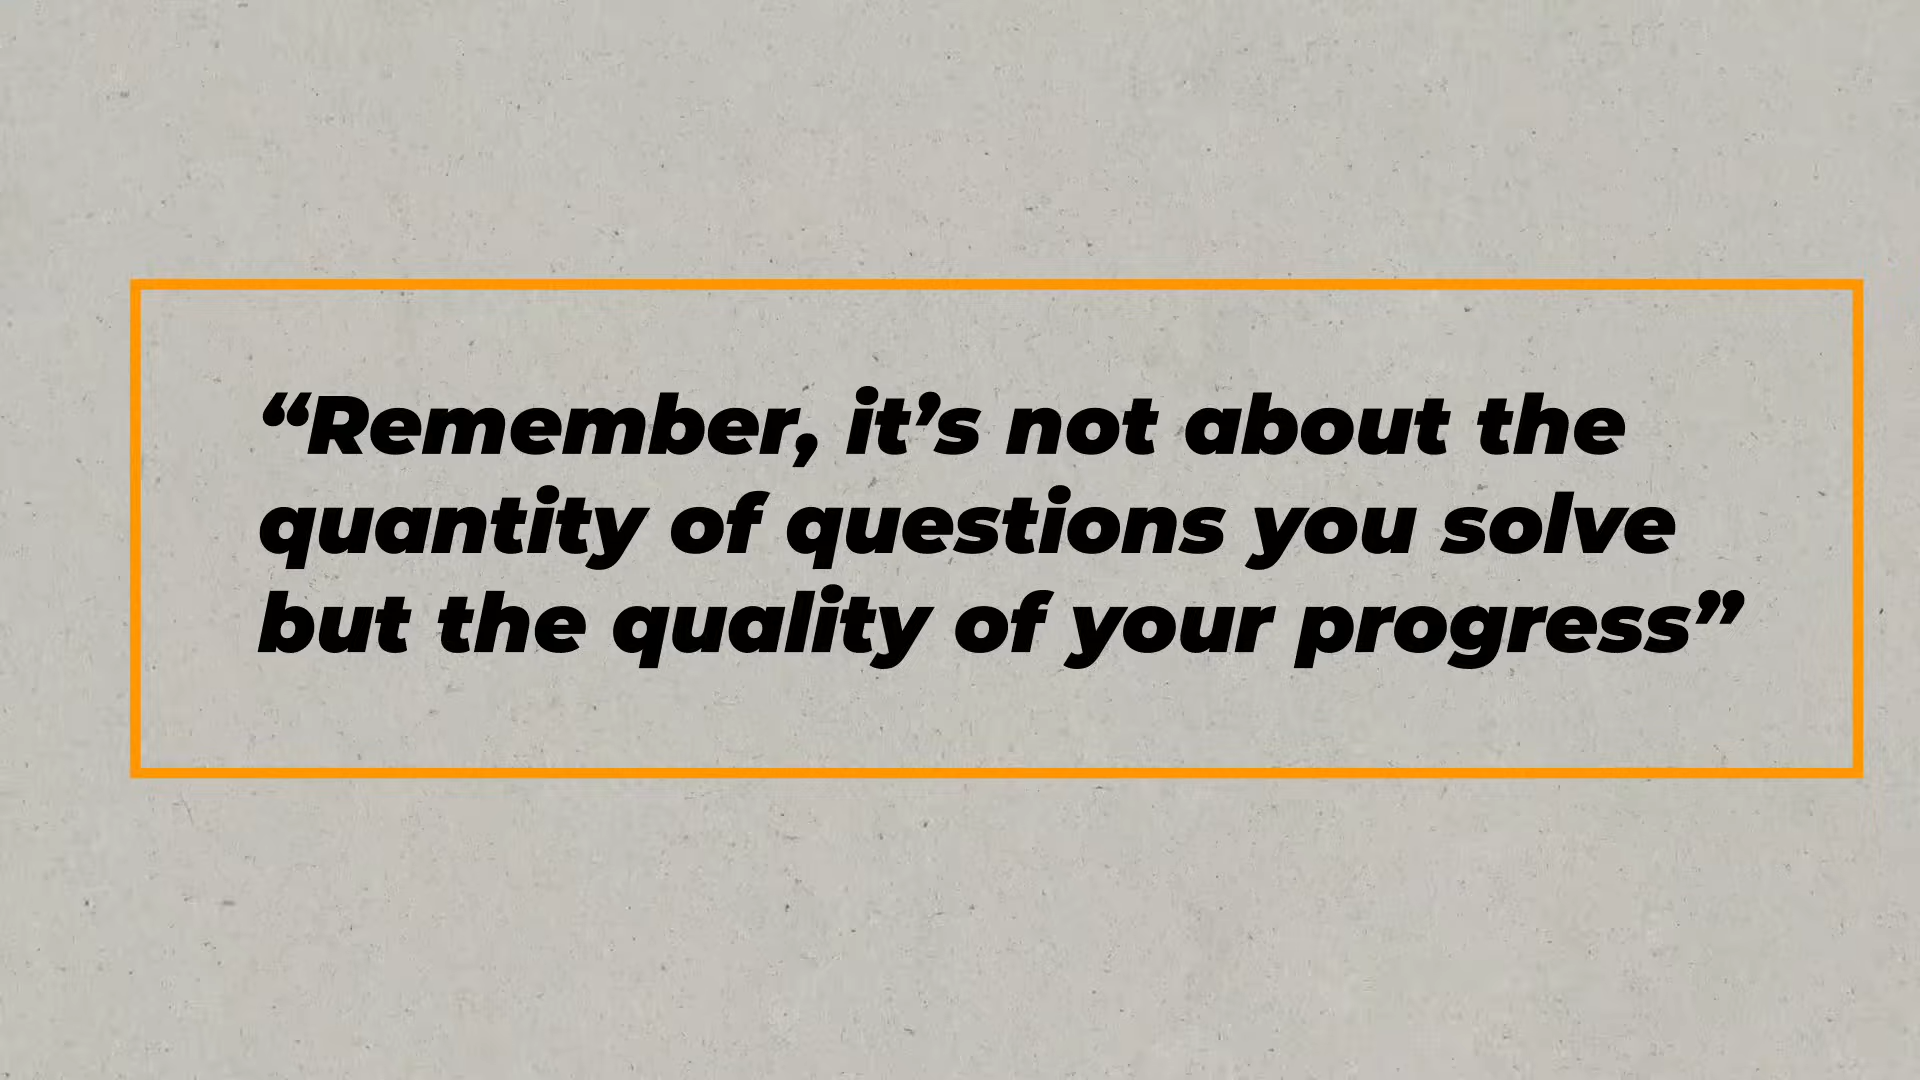 “Remember, it’s not about the
quantity of questions you solve
but the quality of your progress”